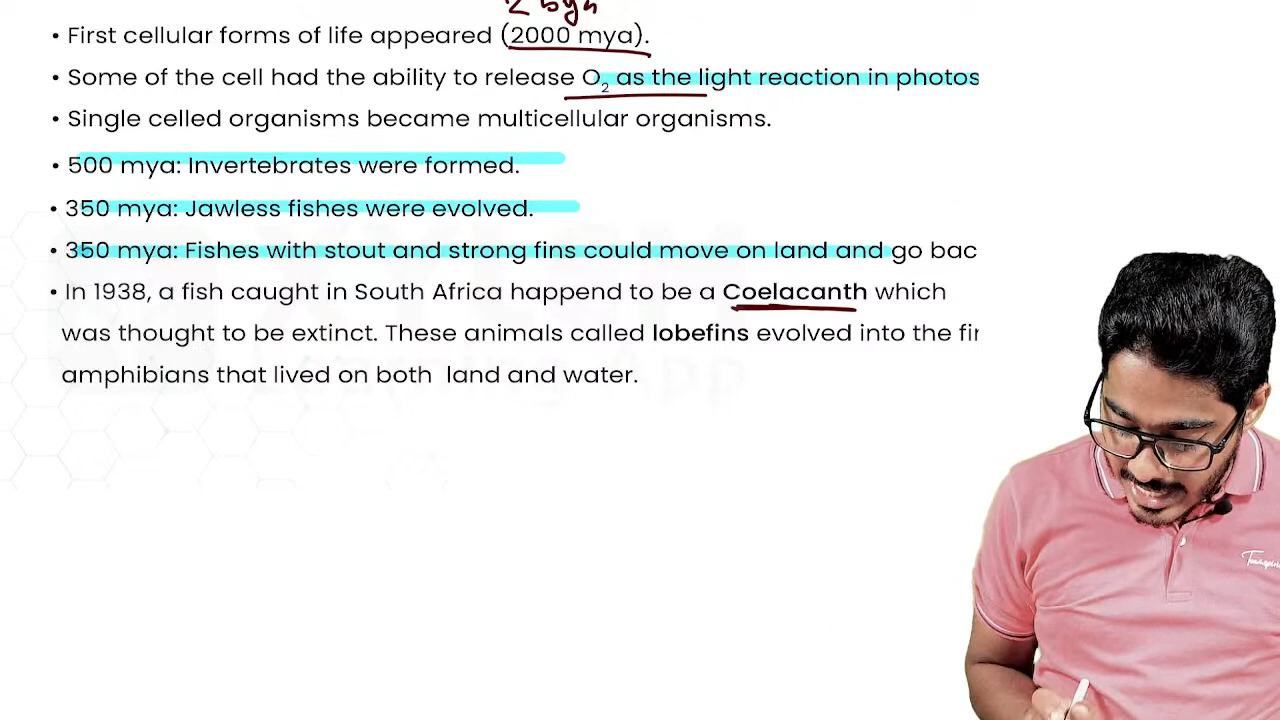 2 bya
• First cellular forms of life appeared (2000 mya).
• Some of the cell had the ability to release O₂ as the light reaction in photos
• Single celled organisms became multicellular organisms.
• 500 mya: Invertebrates were formed.
• 350 mya: Jawless fishes were evolved.
• 350 mya: Fishes with stout and strong fins could move on land and go bac
• In 1938, a fish caught in South Africa happend to be a Coelacanth which
was thought to be extinct. These animals called lobefins evolved into the fir
amphibians that lived on both land and water.
Learning App